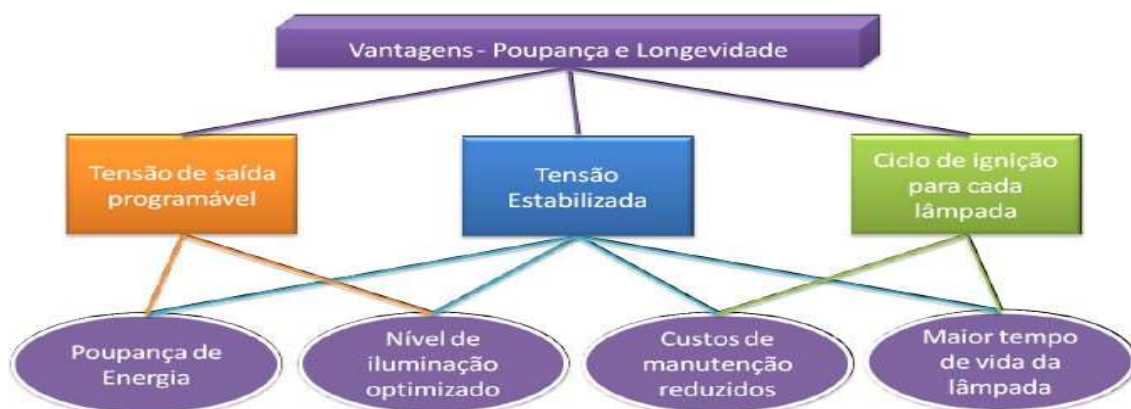 Vantagens - Poupança e Longevidade
Tensão de saída
programável
Tensão
Estabilizada
Ciclo de ignição
para cada
lâmpada
Poupança de
Energia
Nível de
iluminação
optimizado
Custos de
manutenção
reduzidos
Maior tempo
de vida da
lâmpada